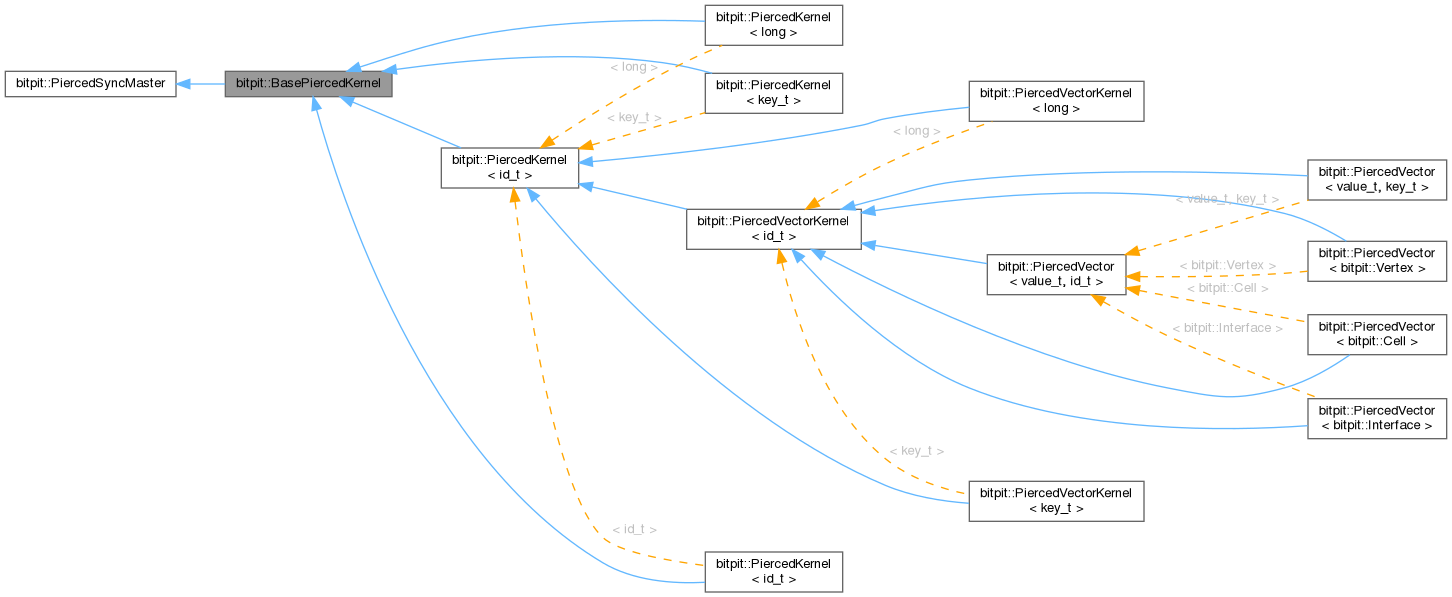 bitpit::PiercedKernel
< long >
bitpit::PiercedSyncMaster
bitpit::BasePiercedKernel
< long >
bitpit::PiercedKernel
< key_t >
< key_t >
bitpit::PiercedKernel
< id_t >
bitpit::PiercedVectorKernel
< long >
< long >
bitpit::PiercedVectorKernel
< id_t >
bitpit::PiercedVector
< value_t, key_t >
< value_t, key_t >
bitpit::PiercedVector
< value_t, id_t >
bitpit::PiercedVector
< bitpit::Vertex >
< bitpit::Vertex >
< bitpit::Cell >
bitpit::PiercedVector
< bitpit::Cell >
< bitpit::Interface >
bitpit::PiercedVector
< bitpit::Interface >
< key_t >
bitpit::PiercedVectorKernel
< key_t >
< id_t >
bitpit::PiercedKernel
< id_t >